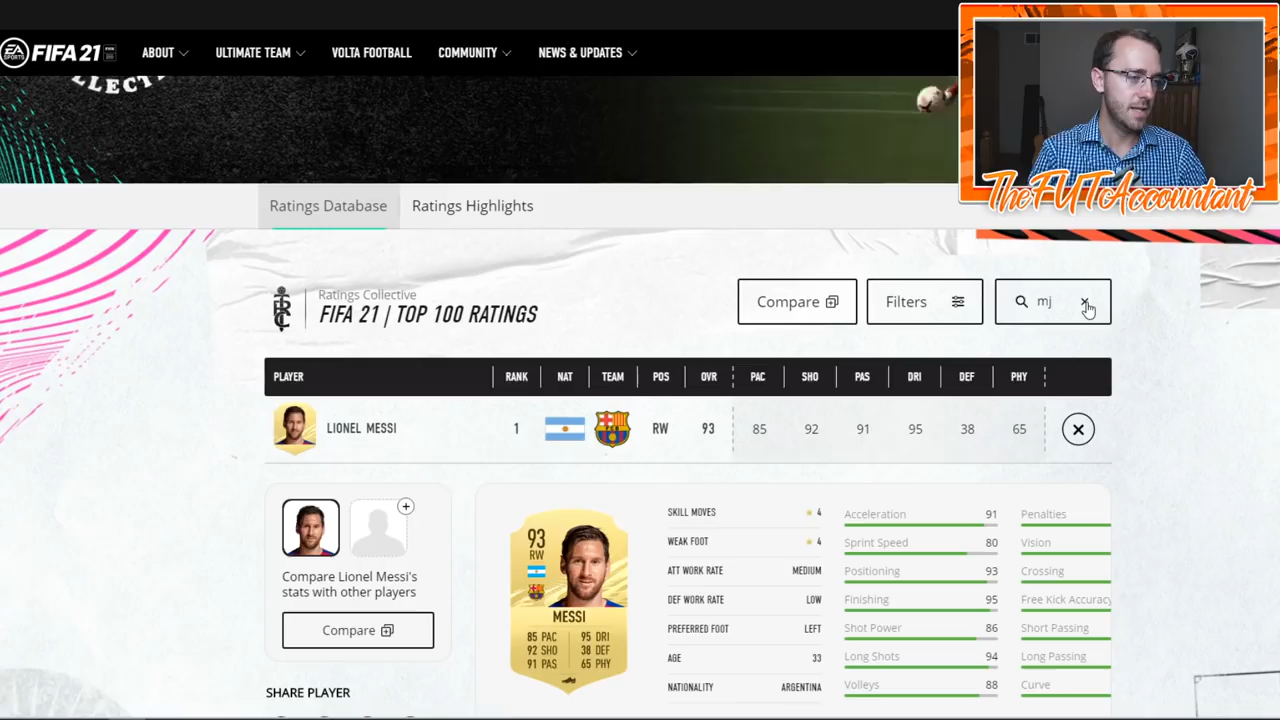 EA SPORTS FIFA 21 ABOUT ULTIMATE TEAM VOLTA FOOTBALL COMMUNITY NEWS & UPDATES
TheFUTAccountant
Ratings Database Ratings Highlights
Ratings Collective
FIFA 21 | TOP 100 RATINGS
Compare Filters mj
PLAYER RANK NAT TEAM POS OVR PAC SHO PAS DRI DEF PHY
LIONEL MESSI 1 RW 93 85 92 91 95 38 65
Compare Lionel Messi's
stats with other players
Compare
SHARE PLAYER
93
RW
MESSI
85 PAC 95 DRI
92 SHO 38 DEF
91 PAS 65 PHY
SKILL MOVES 4
WEAK FOOT 4
ATT WORK RATE MEDIUM
DEF WORK RATE LOW
PREFERRED FOOT LEFT
AGE 33
NATIONALITY ARGENTINA
Acceleration 91
Sprint Speed 80
Positioning 93
Finishing 95
Shot Power 86
Long Shots 94
Volleys 88
Penalties
Vision
Crossing
Free Kick Accuracy
Short Passing
Long Passing
Curve